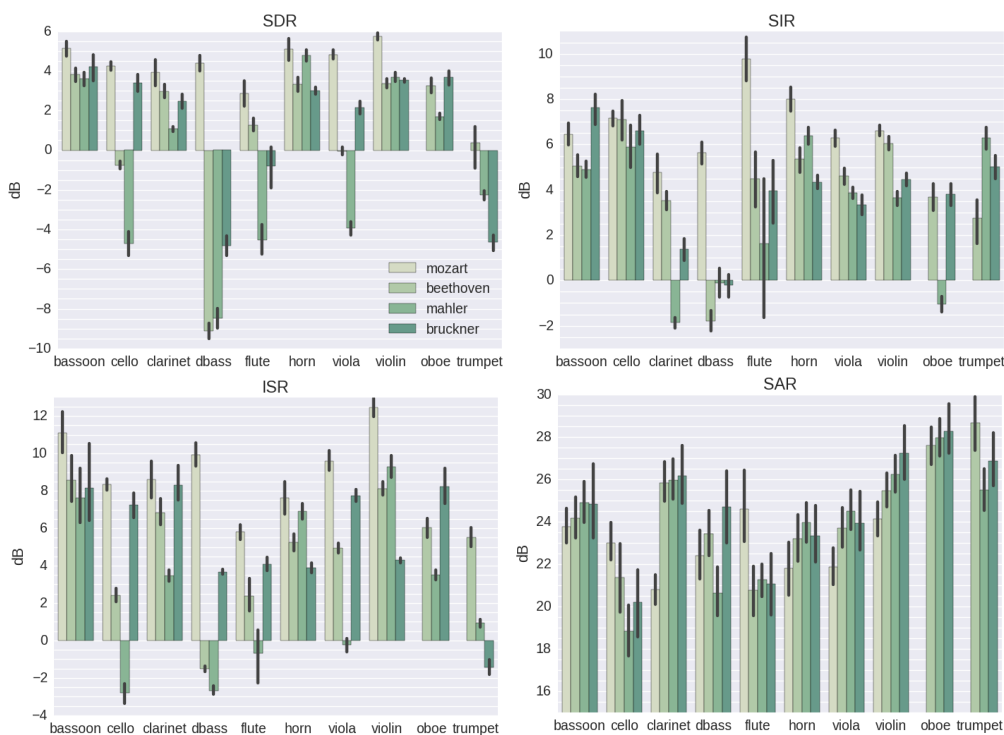 SDR
6
4
2
0
−2
−4
−6
−8
−10
dB
mozart
beethoven
mahler
bruckner
bassoon cello clarinet dbass flute horn viola violin oboe trumpet
SIR
10
8
6
4
2
0
−2
dB
bassoon cello clarinet dbass flute horn viola violin oboe trumpet
ISR
12
10
8
6
4
2
0
−2
−4
dB
bassoon cello clarinet dbass flute horn viola violin oboe trumpet
SAR
30
28
26
24
22
20
18
16
dB
bassoon cello clarinet dbass flute horn viola violin oboe trumpet